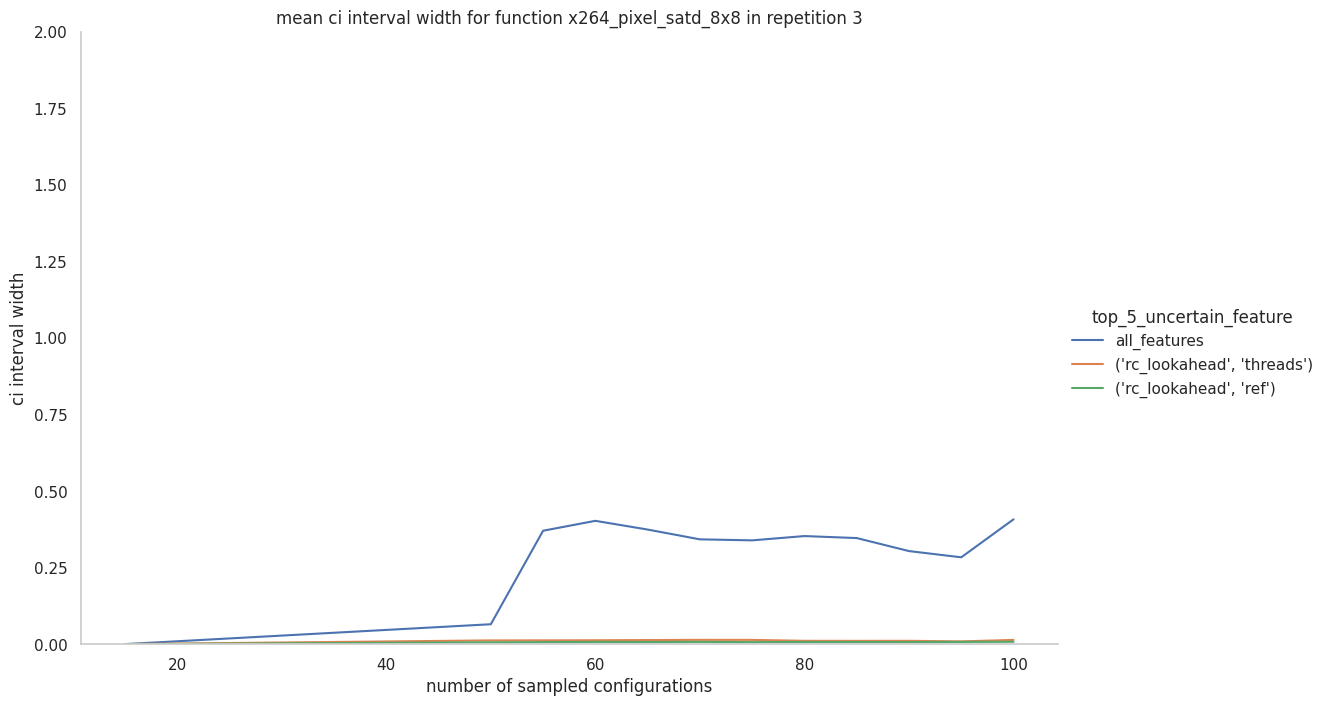 mean ci interval width for function x264_pixel_satd_8x8 in repetition 3
2.00
1.75
1.50
1.25
1.00
0.75
0.50
0.25
0.00
ci interval width
20
40
60
80
100
number of sampled configurations
top_5_uncertain_feature
all_features
('rc_lookahead', 'threads')
('rc_lookahead', 'ref')